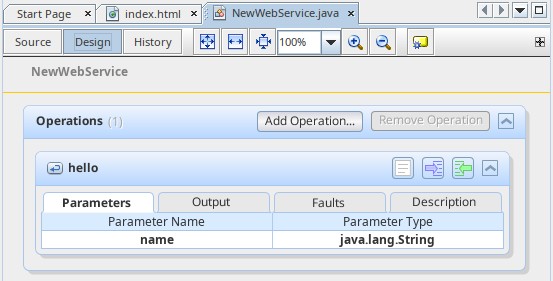 Start Page index.html NewWebService.java
Source Design History 100%
NewWebService
Operations (1) Add Operation... Remove Operation
hello
Parameters Output Faults Description
Parameter Name Parameter Type
name java.lang.String